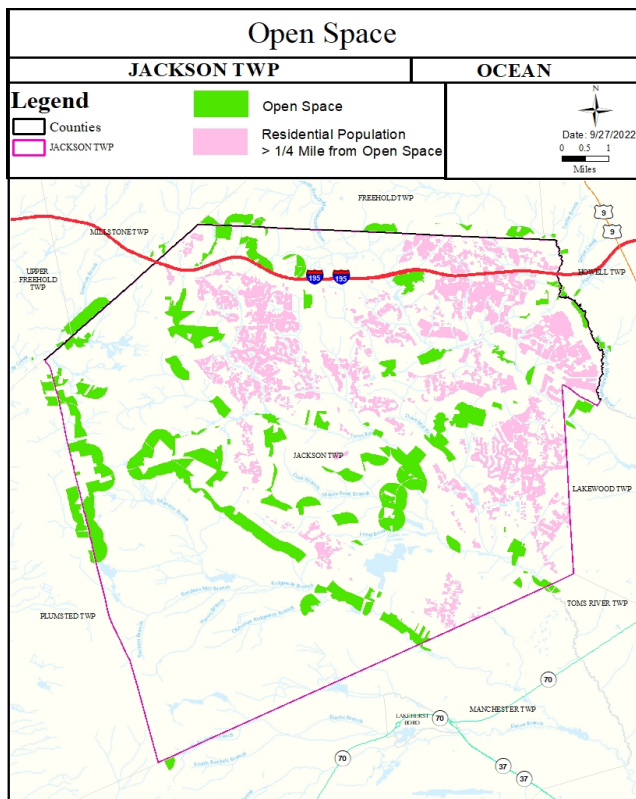 Open Space
JACKSON TWP
OCEAN
Legend
Counties
JACKSON TWP
Open Space
Residential Population
> 1/4 Mile from Open Space
N
Date: 9/27/2022
0 0.5 1
Miles
FREEHOLD TWP
9
9
MILLSTONE TWP
UPPER
FREEHOLD
TWP
HOWELL TWP
195
195
JACKSON TWP
LAKEWOOD TWP
PLUMSTED TWP
TOMS RIVER TWP
70
MANCHESTER TWP
LAKEHURST
BORO
70
70
37
37